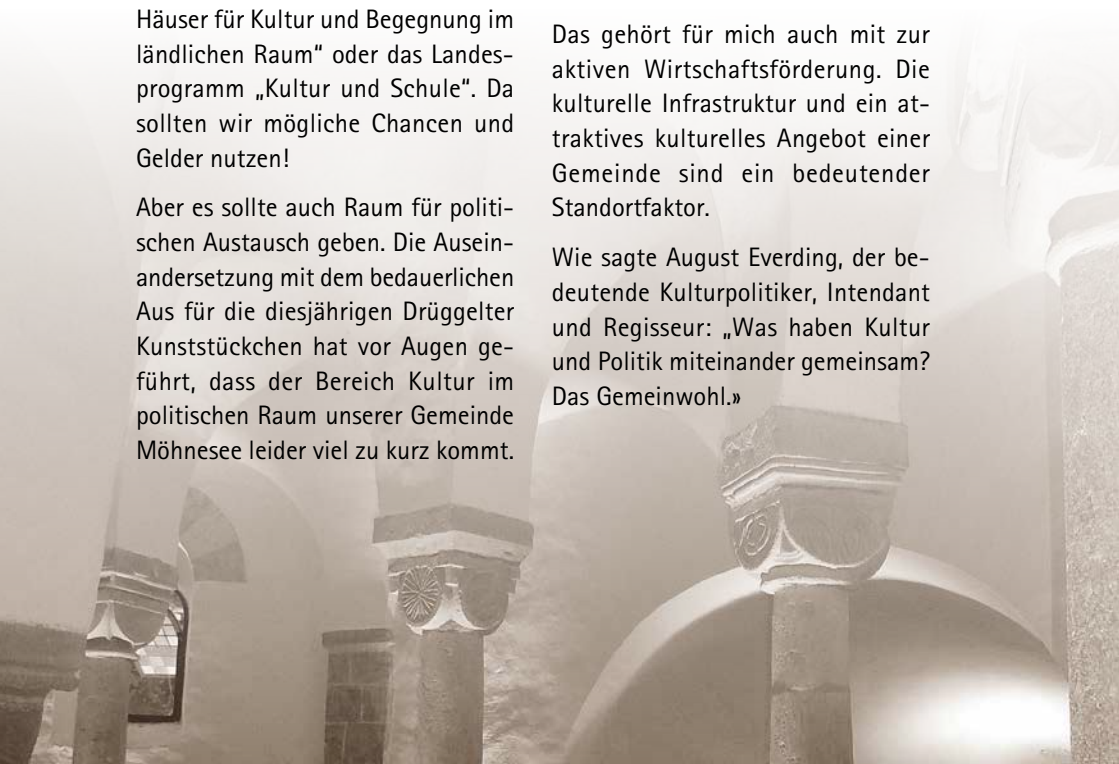 Häuser für Kultur und Begegnung im
ländlichen Raum“ oder das Landes-
programm „Kultur und Schule“. Da
sollten wir mögliche Chancen und
Gelder nutzen!
Aber es sollte auch Raum für politi-
schen Austausch geben. Die Ausein-
andersetzung mit dem bedauerlichen
Aus für die diesjährigen Drüggelter
Kunststückchen hat vor Augen ge-
führt, dass der Bereich Kultur im
politischen Raum unserer Gemeinde
Möhnesee leider viel zu kurz kommt.
Das gehört für mich auch mit zur
aktiven Wirtschaftsförderung. Die
kulturelle Infrastruktur und ein at-
traktives kulturelles Angebot einer
Gemeinde sind ein bedeutender
Standortfaktor.
Wie sagte August Everding, der be-
deutende Kulturpolitiker, Intendant
und Regisseur: „Was haben Kultur
und Politik miteinander gemeinsam?
Das Gemeinwohl.»